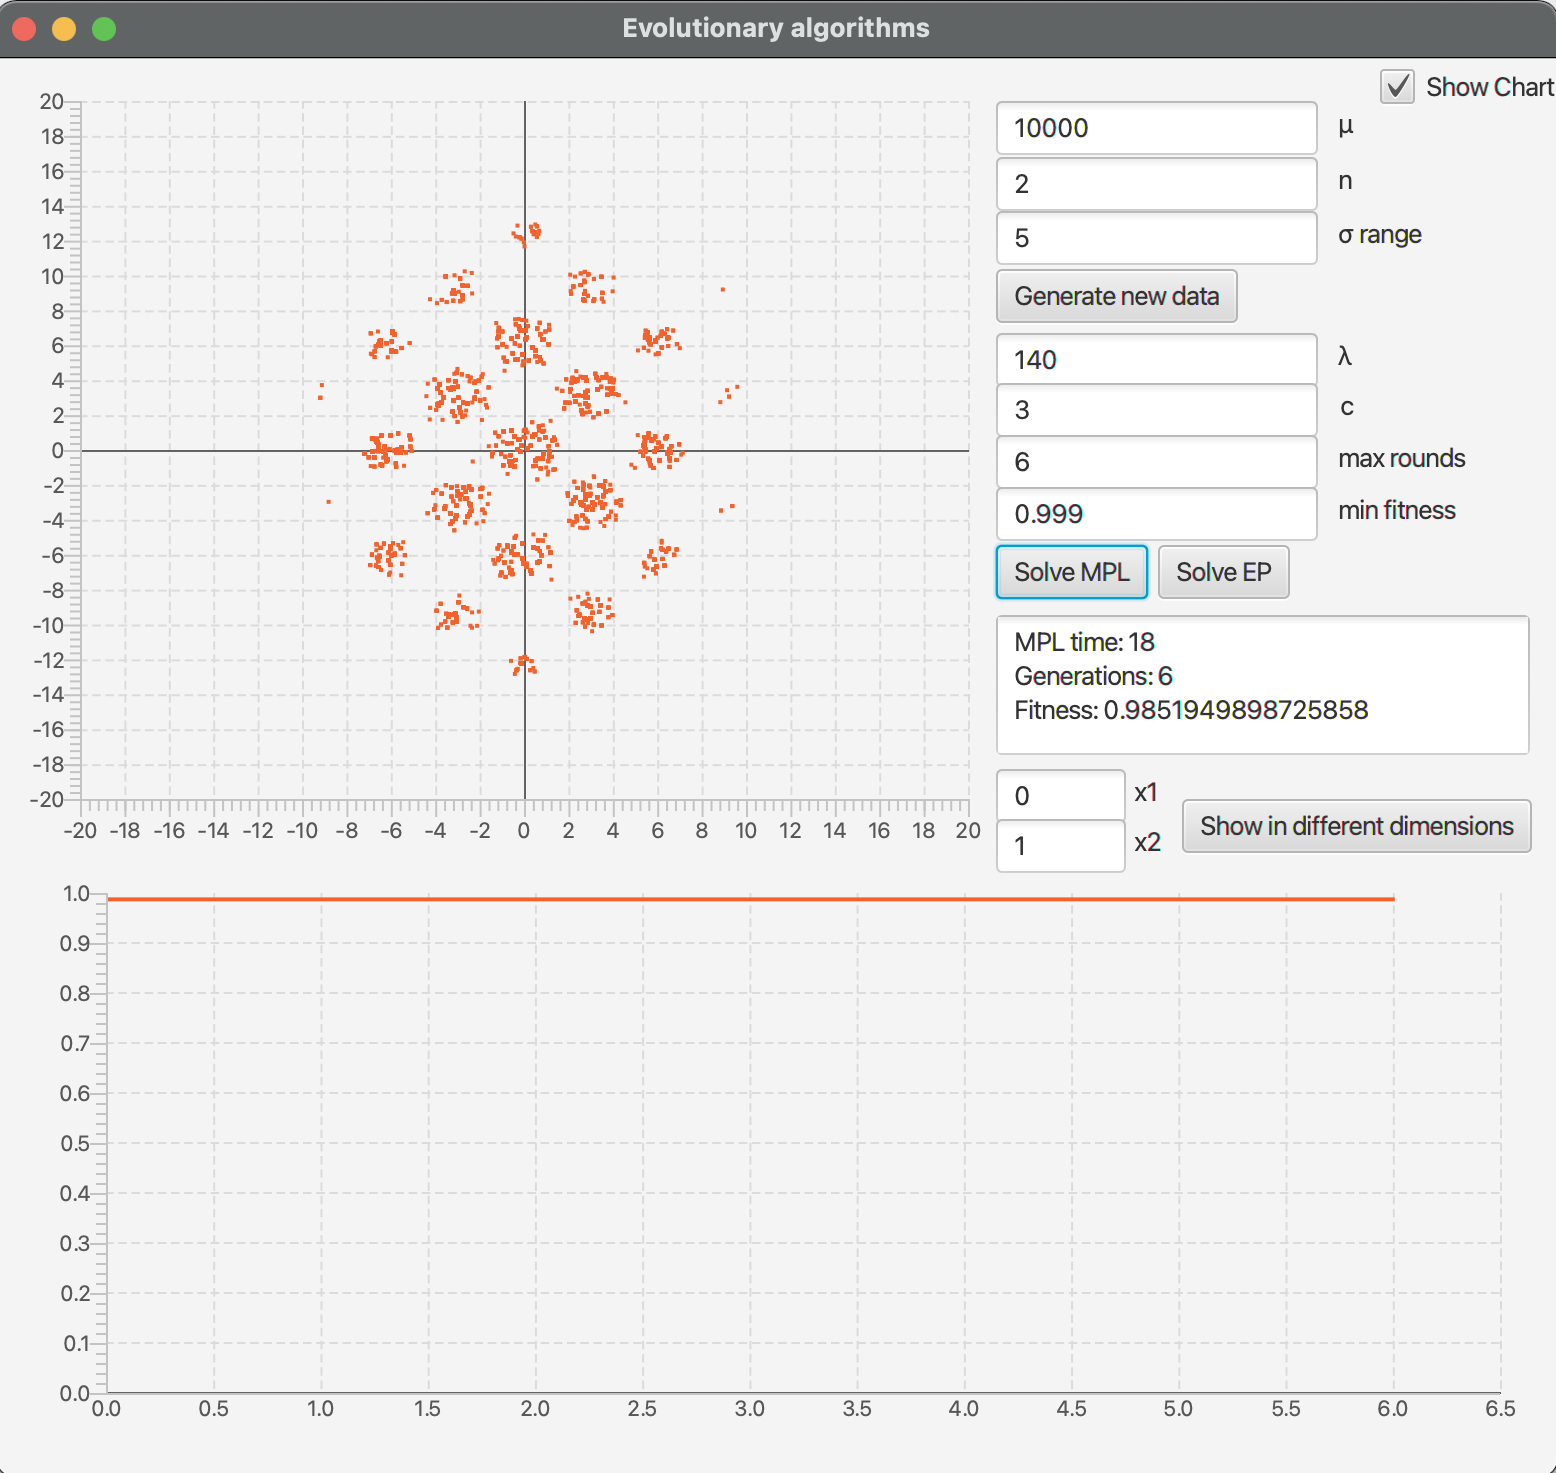 Evolutionary algorithms
Show Chart
20
18
16
14
12
10
8
6
4
2
0
-2
-4
-6
-8
-10
-12
-14
-16
-18
-20
-20 -18 -16 -14 -12 -10 -8 -6 -4 -2 0 2 4 6 8 10 12 14 16 18 20
10000 μ
2 n
5 σ range
Generate new data
140 λ
3 c
6 max rounds
0.999 min fitness
Solve MPL Solve EP
MPL time: 18
Generations: 6
Fitness: 0.9851949898725858
0 x1
1 x2
Show in different dimensions
1.0
0.9
0.8
0.7
0.6
0.5
0.4
0.3
0.2
0.1
0.0
0.0 0.5 1.0 1.5 2.0 2.5 3.0 3.5 4.0 4.5 5.0 5.5 6.0 6.5